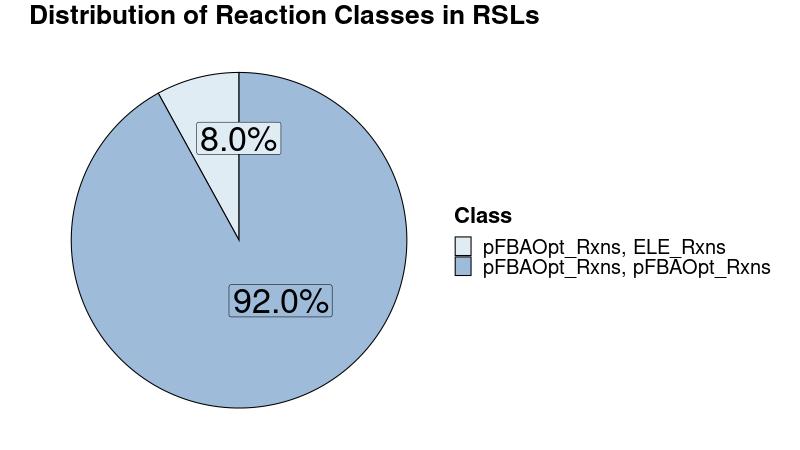 Distribution of Reaction Classes in RSLs
8.0%
92.0%
Class
pFBAOpt_Rxns, ELE_Rxns
pFBAOpt_Rxns, pFBAOpt_Rxns